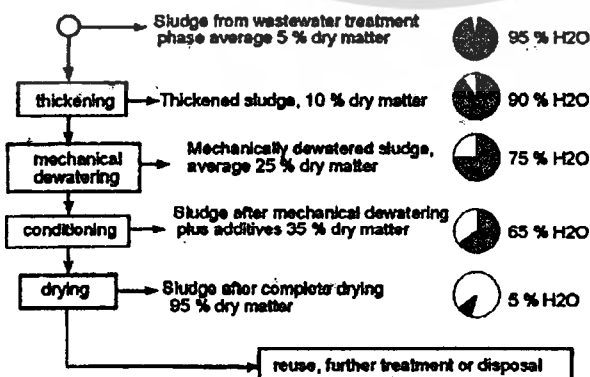 Sludge from wastewater treatment
phase average 5 % dry matter
95 % H2O
thickening
Thickened sludge, 10 % dry matter
90 % H2O
mechanical
dewatering
Mechanically dewatered sludge,
average 25 % dry matter
75 % H2O
conditioning
Sludge after mechanical dewatering
plus additives 35 % dry matter
65 % H2O
drying
Sludge after complete drying
95 % dry matter
5 % H2O
reuse, further treatment or disposal